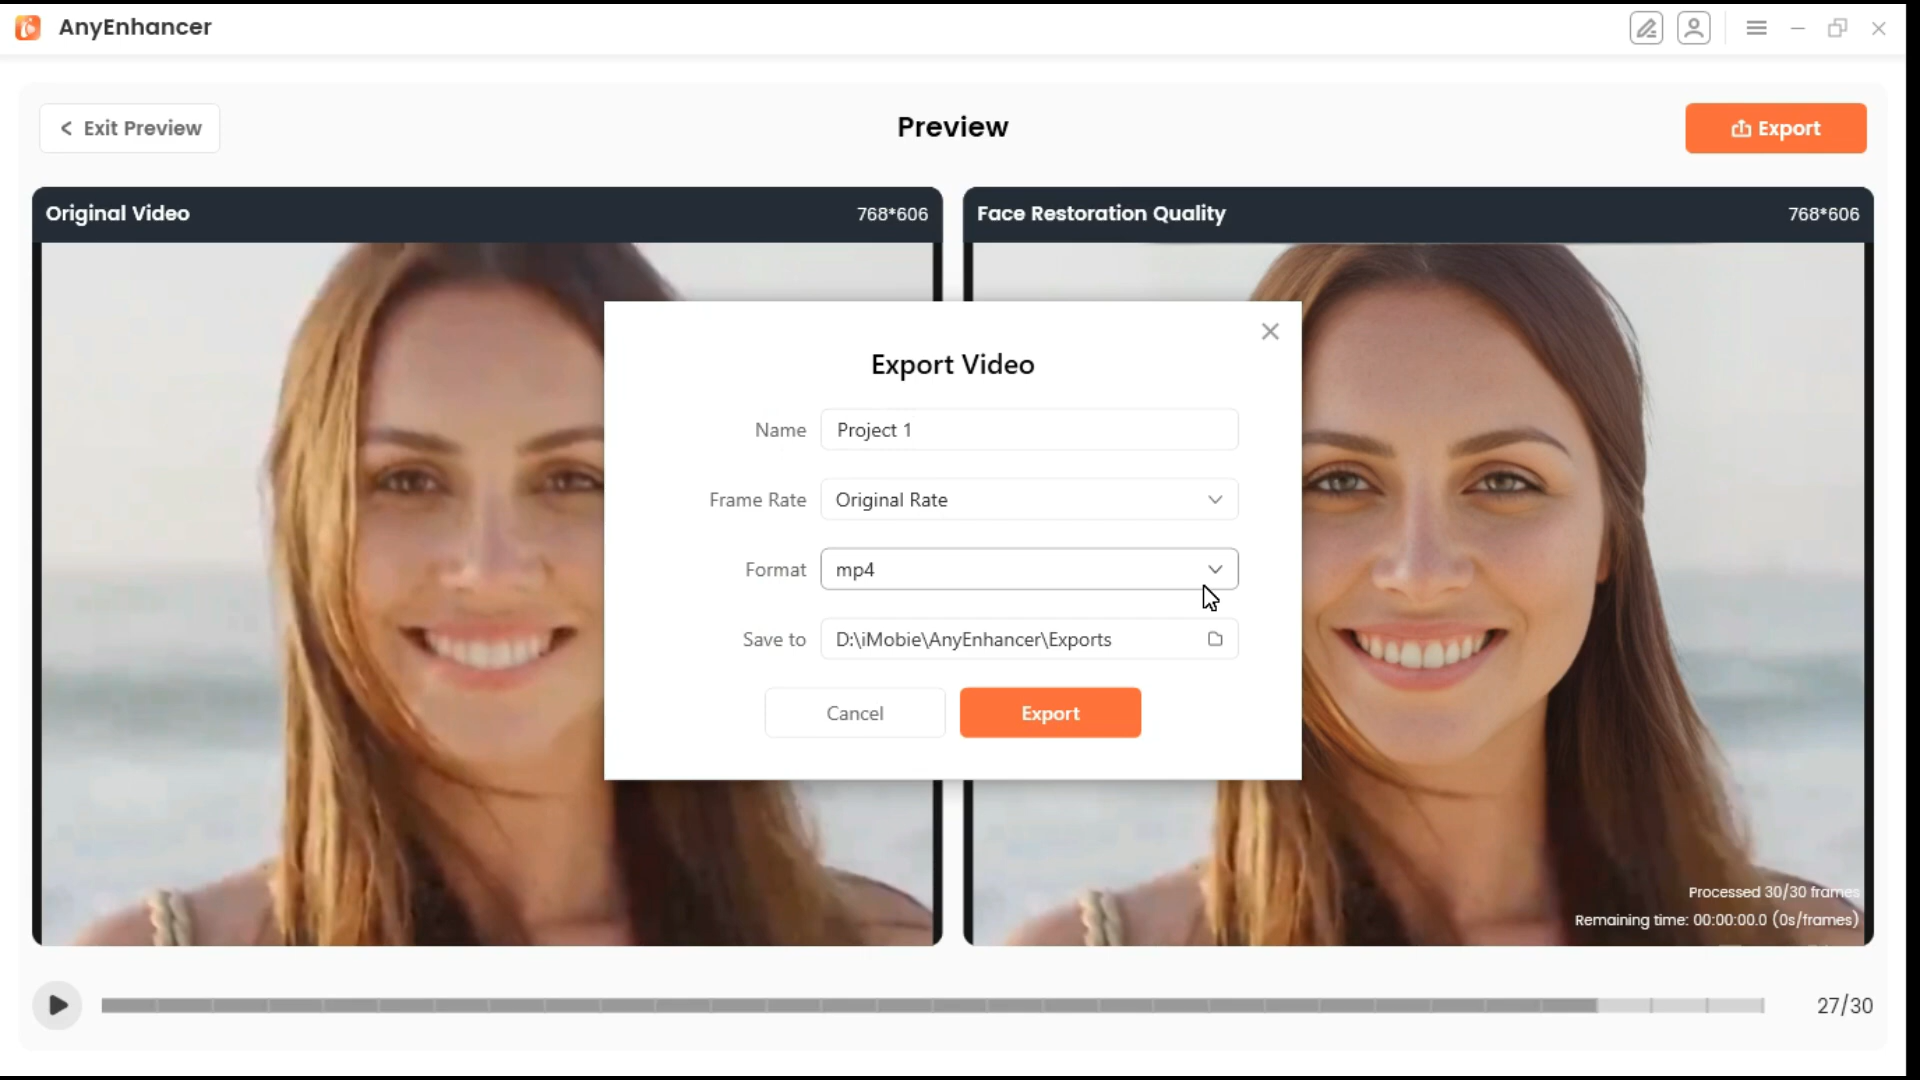 AnyEnhancer
< Exit Preview
Preview
Export
Original Video
768*606
Face Restoration Quality
768*606
Export Video
Name
Project 1
Frame Rate
Original Rate
Format
mp4
Save to
D:\iMobie\AnyEnhancer\Exports
Cancel
Export
Processed 30/30 frames
Remaining time: 00:00:00.0 (0s/frames)
27/30